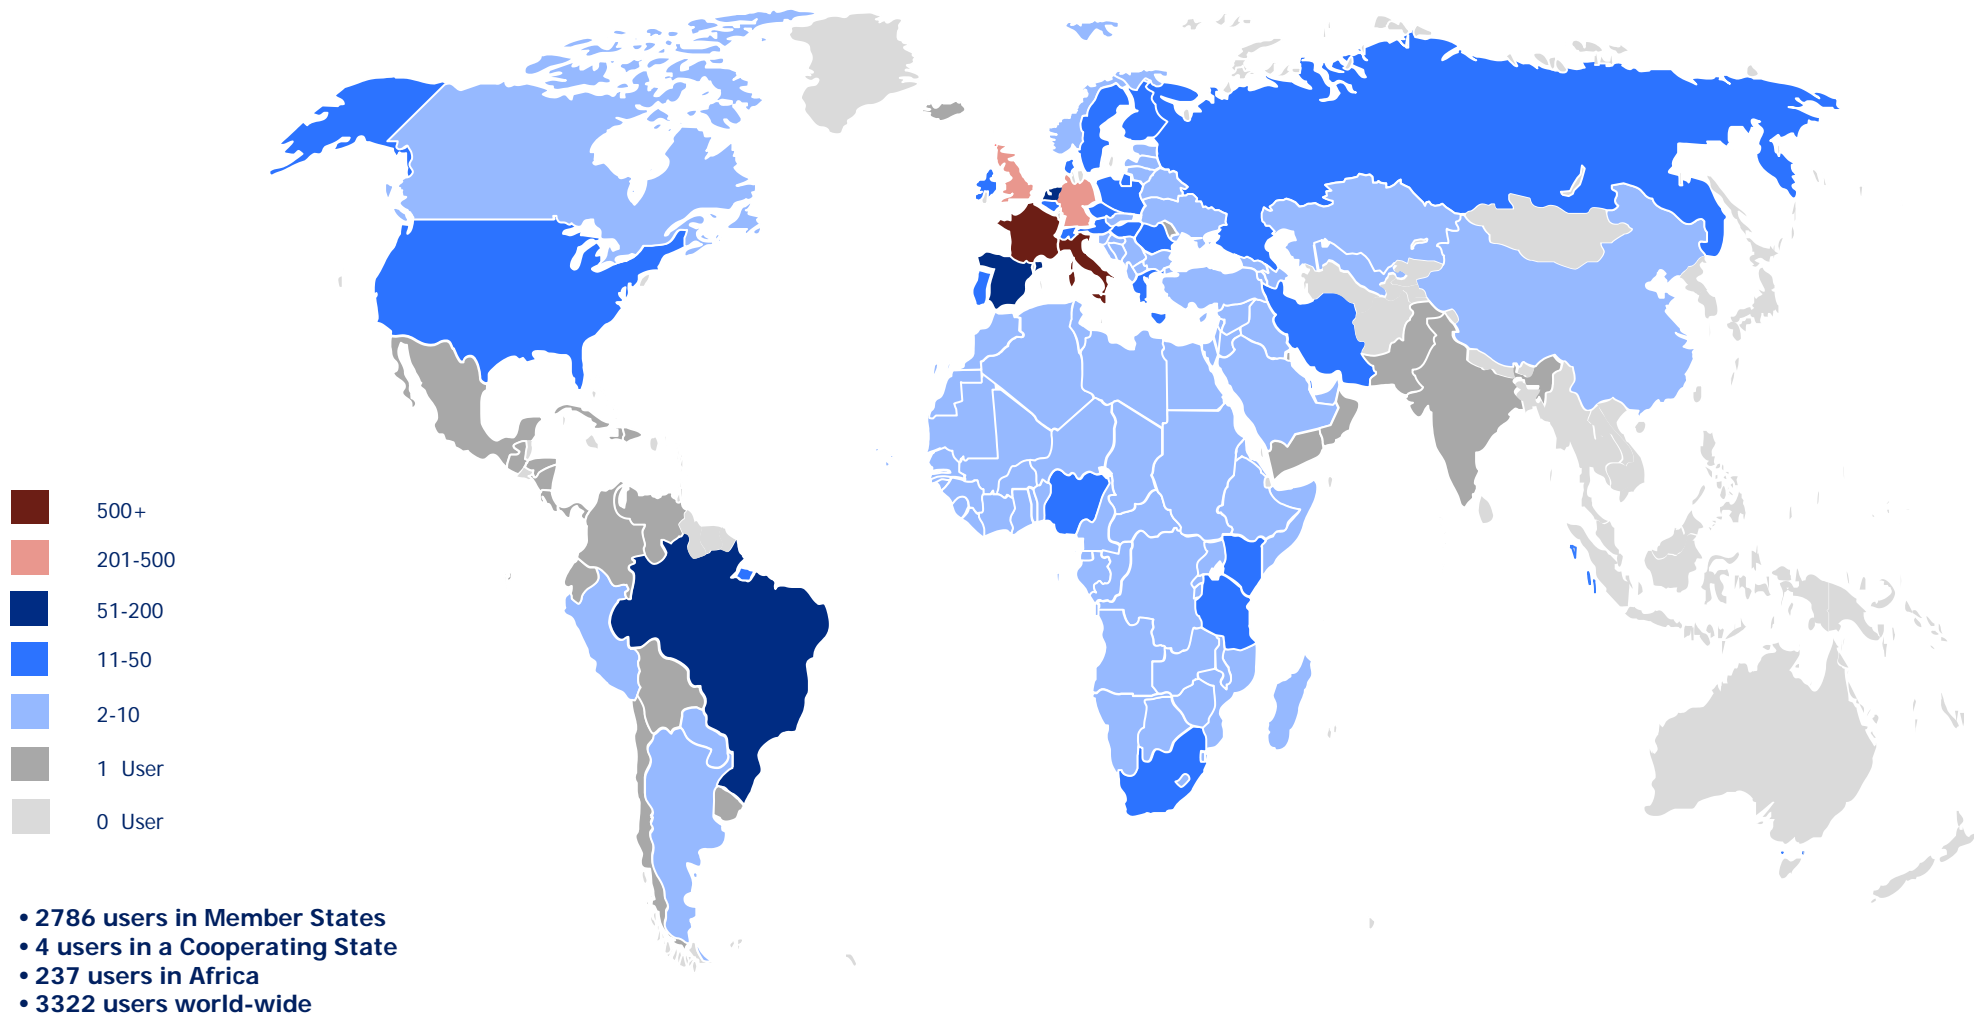 500+
201-500
51-200
11-50
2-10
1 User
0 User
• 2786 users in Member States
• 4 users in a Cooperating State
• 237 users in Africa
• 3322 users world-wide